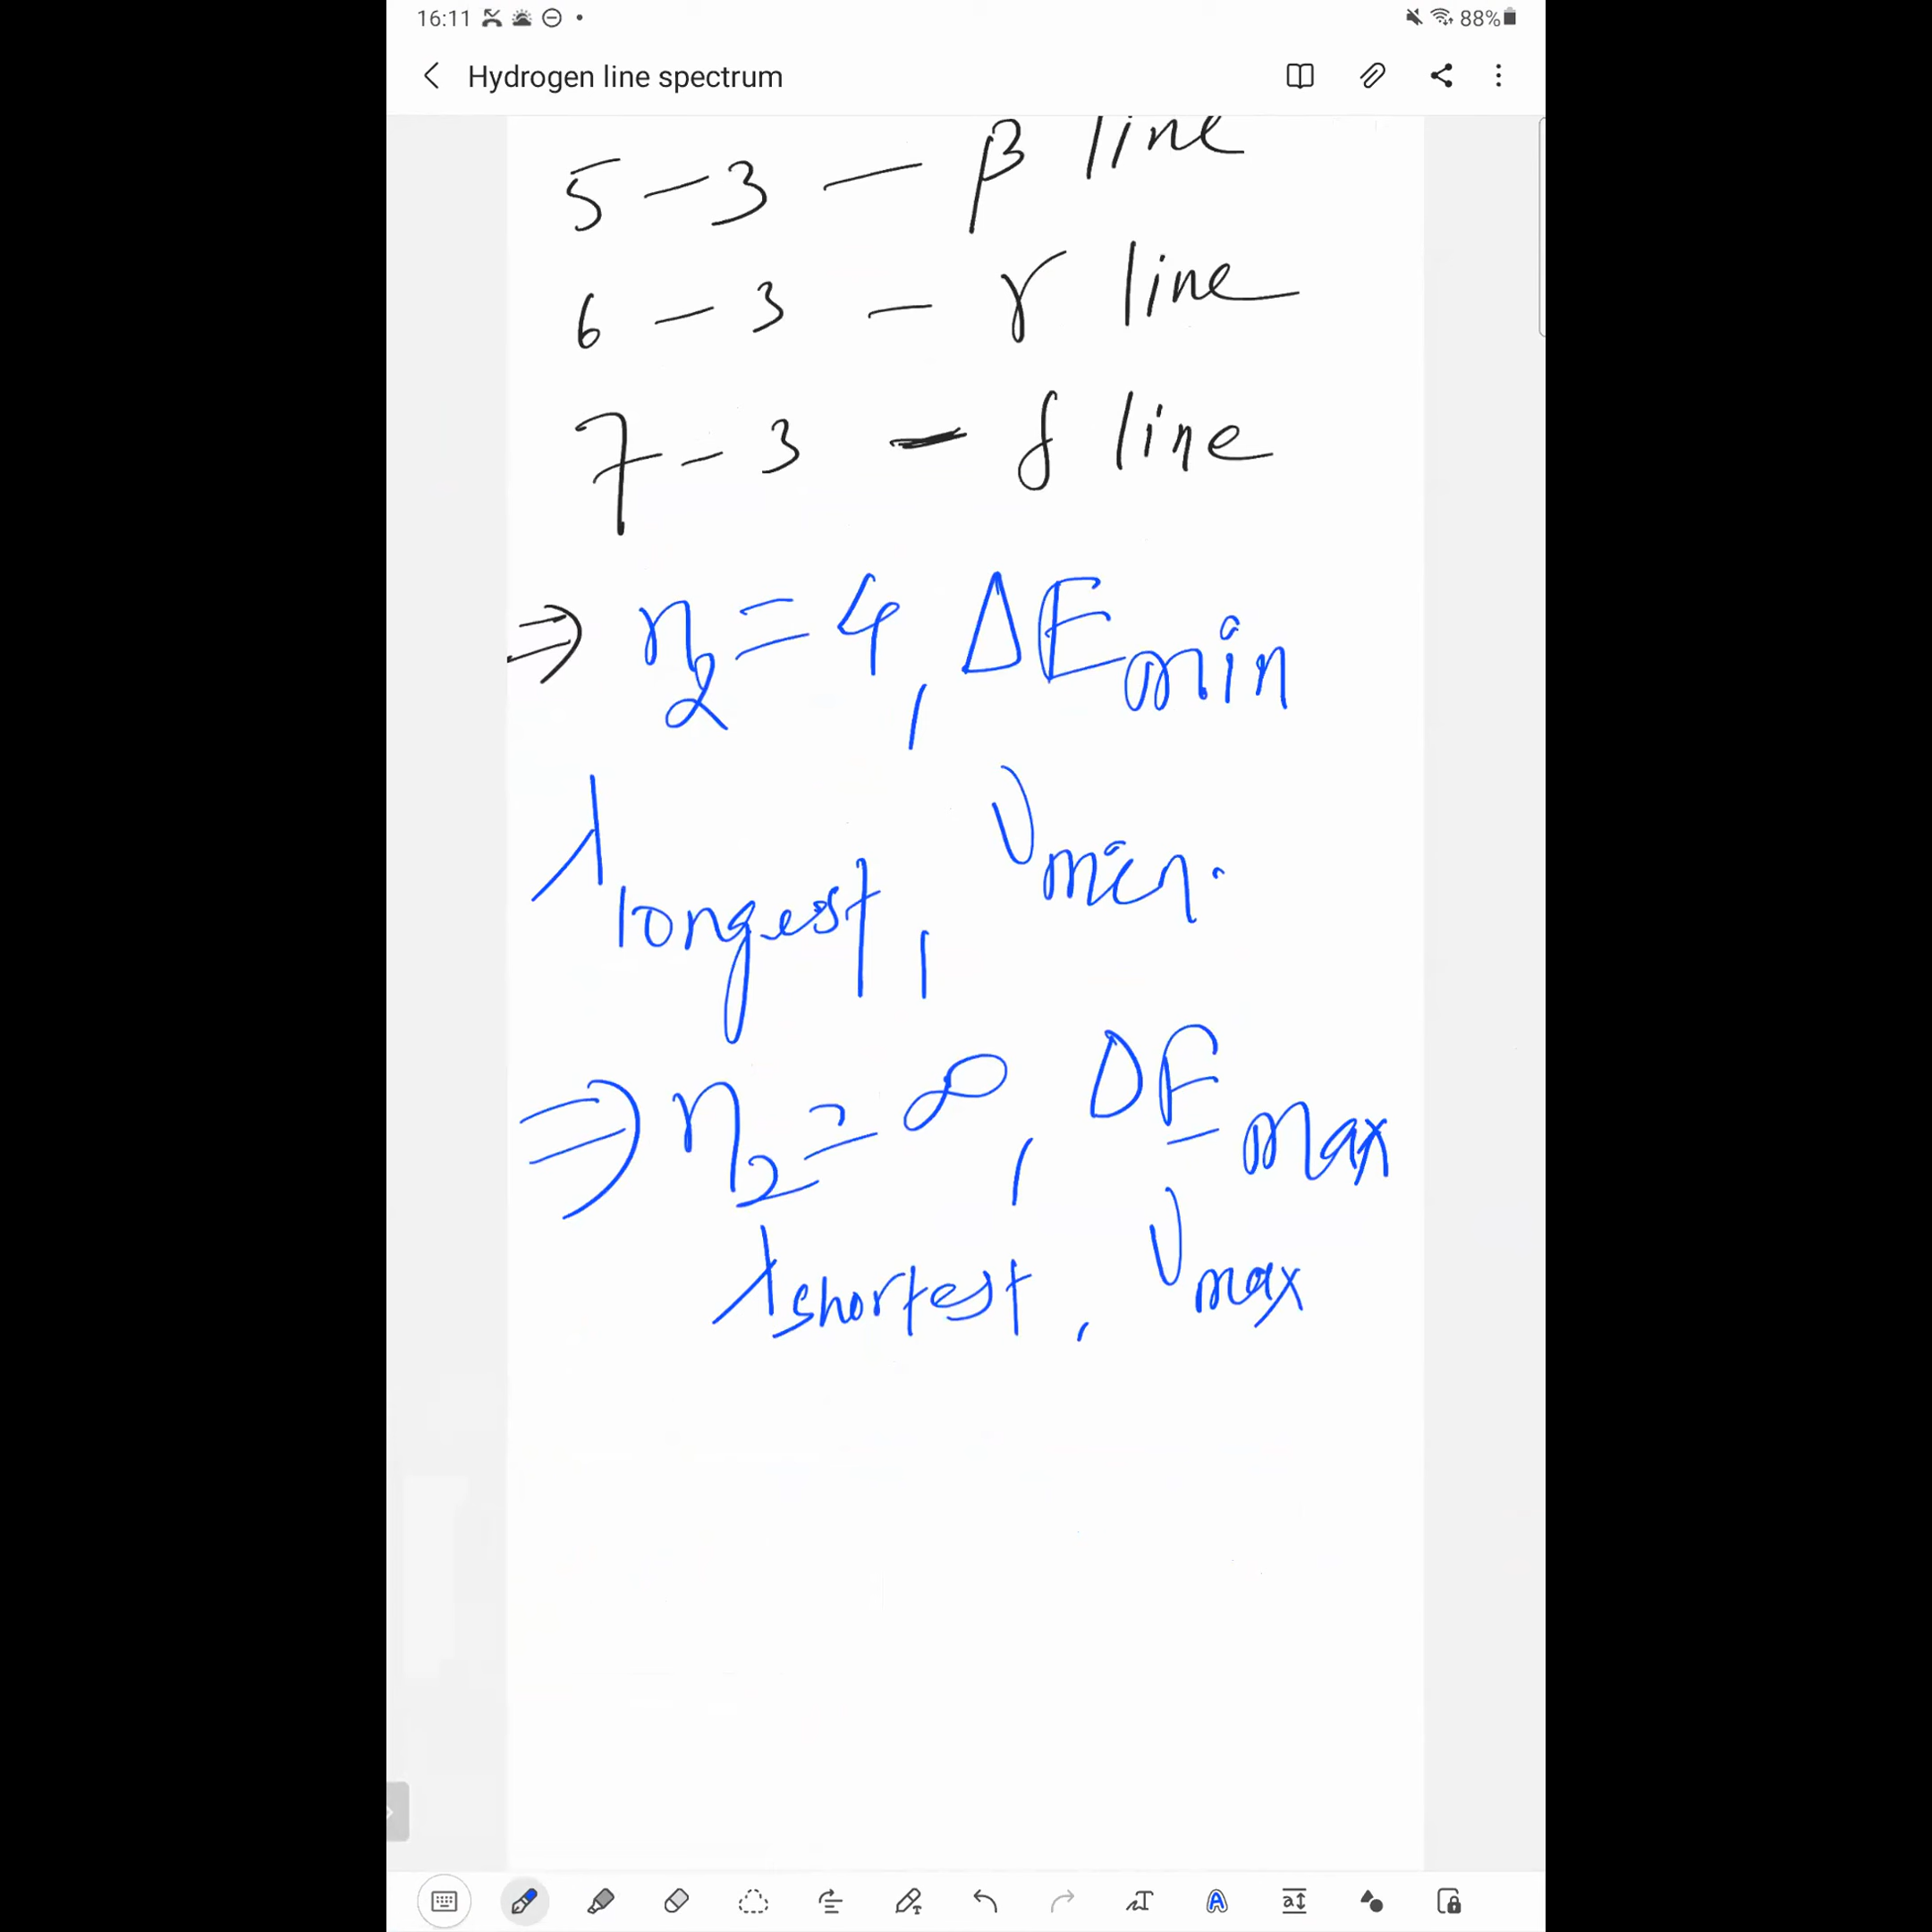 16:11 88%
Hydrogen line spectrum
5 – 3 — β line
6 – 3 – γ line
7 – 3 – δ line
⇒ n₂ = 4, ΔE min
λ longest, ν min.
⇒ n₂ = ∞, ΔE max
λ shortest, ν max